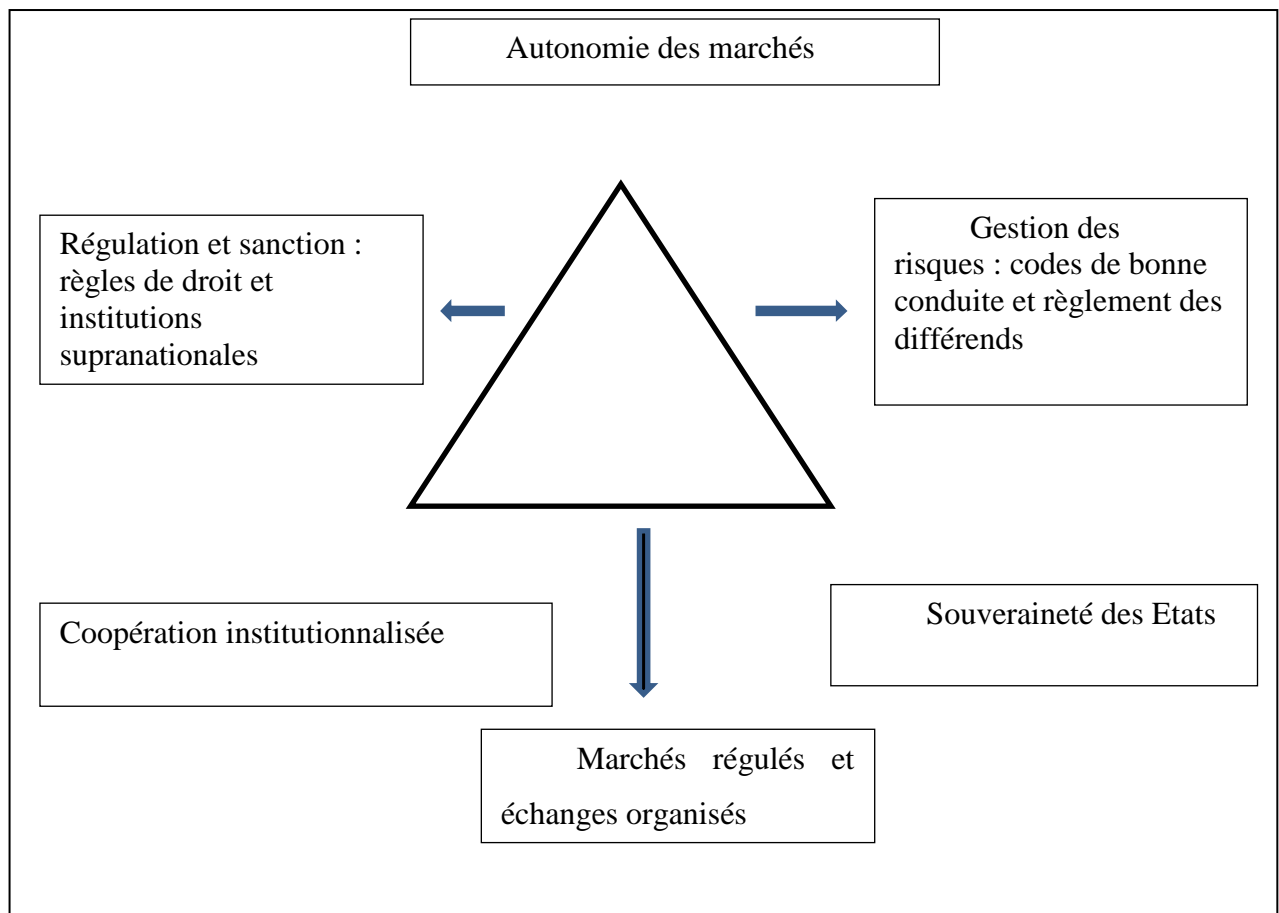 Autonomie des marchés
Régulation et sanction :
règles de droit et
institutions
supranationales
Gestion des
risques : codes de bonne
conduite et règlement des
différends
Coopération institutionnalisée
Souveraineté des Etats
Marchés régulés et
échanges organisés